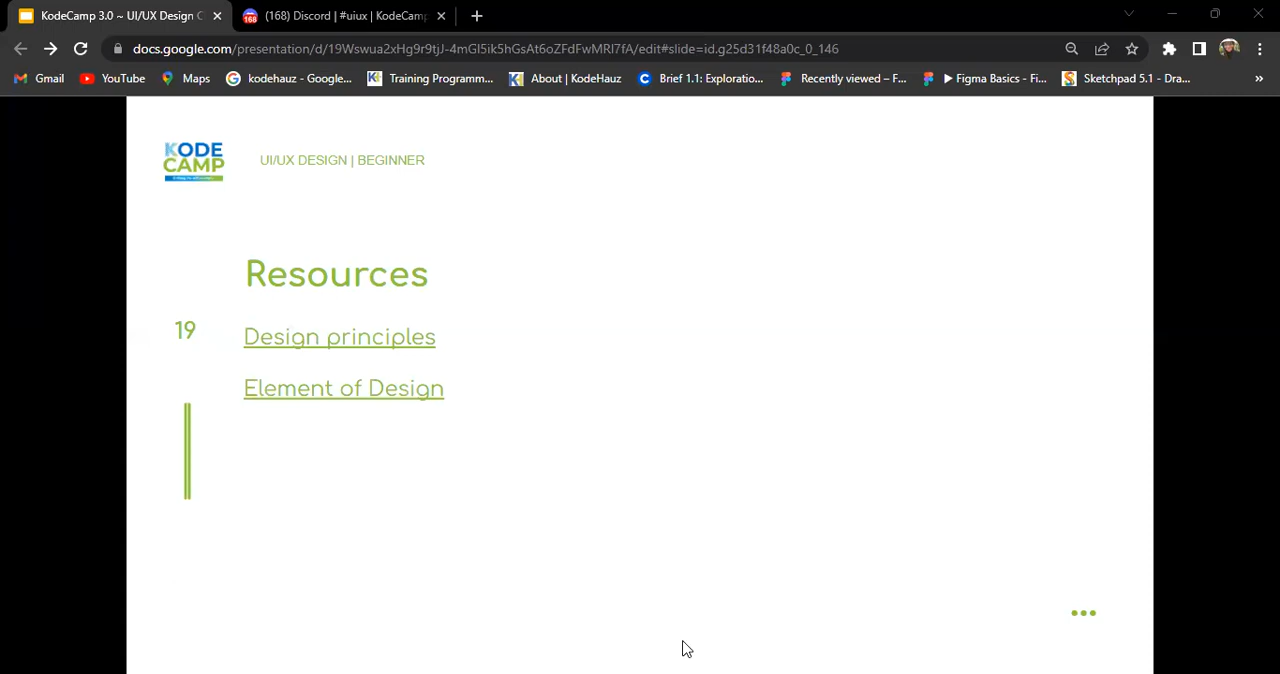 KodeCamp 3.0 ~ UI/UX Design C
(168) Discord | #uiux | KodeCamp
docs.google.com/presentation/d/19Wswua2xHg9r9tjJ-4mGI5ik5hGsAt6oZFdFwMRI7fA/edit#slide=id.g25d31f48a0c_0_146
Gmail
YouTube
Maps
kodehauz - Google...
Training Programm...
About | KodeHauz
Brief 1.1: Exploratio...
Recently viewed – F...
▶ Figma Basics - Fi...
Sketchpad 5.1 - Dra...
»
KODE
CAMP
UI/UX DESIGN | BEGINNER
Resources
19
Design principles
Element of Design